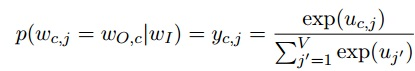 p(w_{c,j} = w_{O,c}|w_I) = y_{c,j} = \frac{\exp(u_{c,j})}{\sum_{j'=1}^{V} \exp(u_{j'})}